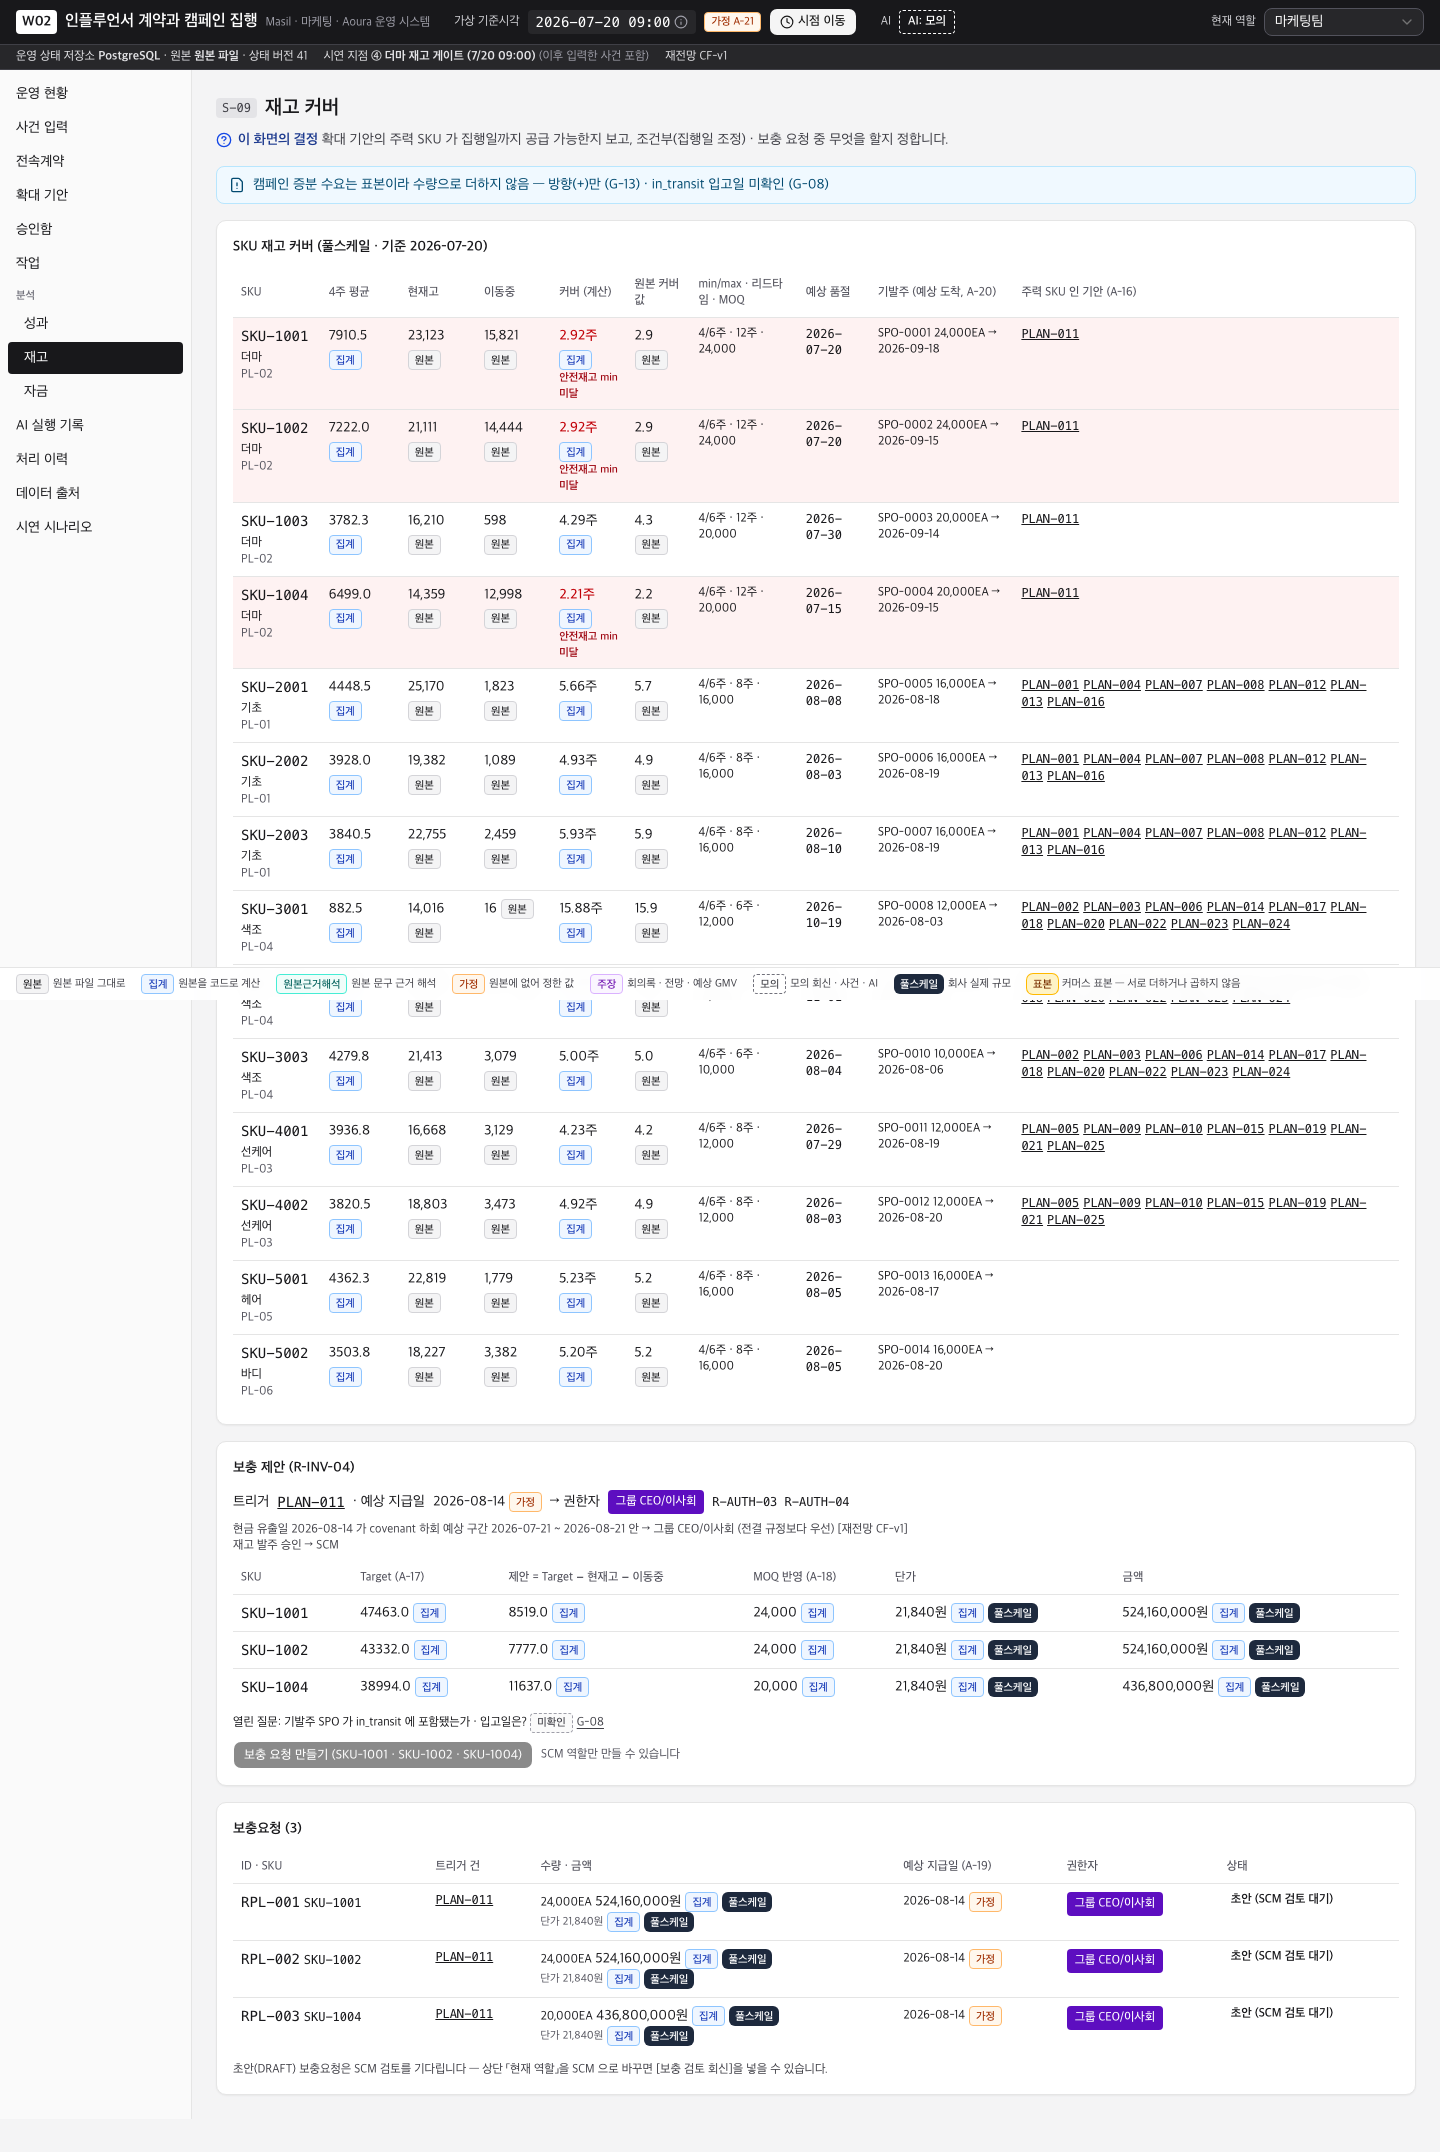 W02 인플루언서 계약과 캠페인 집행 Masil · 마케팅 · Aoura 운영 시스템 가상 기준시각 2026-07-20 09:00 가정 A-21 시점 이동 AI AI: 모의 현재 역할 마케팅팀
운영 상태 저장소 PostgreSQL · 원본 원본 파일 · 상태 버전 41 시연 지점 ④ 더마 재고 게이트 (7/20 09:00) (이후 입력한 사건 포함) 재전망 CF-v1
운영 현황
사건 입력
전속계약
확대 기안
승인함
작업
분석
성과
재고
자금
AI 실행 기록
처리 이력
데이터 출처
시연 시나리오
S-09 재고 커버
이 화면의 결정 확대 기안의 주력 SKU 가 집행일까지 공급 가능한지 보고, 조건부(집행일 조정) · 보충 요청 중 무엇을 할지 정합니다.
캠페인 증분 수요는 표본이라 수량으로 더하지 않음 — 방향(+)만 (G-13) · in_transit 입고일 미확인 (G-08)
SKU 재고 커버 (풀스케일 · 기준 2026-07-20)
SKU 4주 평균 현재고 이동중 커버 (계산) 원본 커버 값 min/max · 리드타임 · MOQ 예상 품절 기발주 (예상 도착, A-20) 주력 SKU 인 기안 (A-16)
SKU-1001 7910.5 23,123 15,821 2.92주 2.9 4/6주 · 12주 · 2026- SPO-0001 24,000EA → PLAN-011
더마 집계 원본 원본 집계 원본 24,000 07-20 2026-09-18
PL-02 안전재고 min
미달
SKU-1002 7222.0 21,111 14,444 2.92주 2.9 4/6주 · 12주 · 2026- SPO-0002 24,000EA → PLAN-011
더마 집계 원본 원본 집계 원본 24,000 07-20 2026-09-15
PL-02 안전재고 min
미달
SKU-1003 3782.3 16,210 598 4.29주 4.3 4/6주 · 12주 · 2026- SPO-0003 20,000EA → PLAN-011
더마 집계 원본 원본 집계 원본 20,000 07-30 2026-09-14
PL-02
SKU-1004 6499.0 14,359 12,998 2.21주 2.2 4/6주 · 12주 · 2026- SPO-0004 20,000EA → PLAN-011
더마 집계 원본 원본 집계 원본 20,000 07-15 2026-09-15
PL-02 안전재고 min
미달
SKU-2001 4448.5 25,170 1,823 5.66주 5.7 4/6주 · 8주 · 2026- SPO-0005 16,000EA → PLAN-001 PLAN-004 PLAN-007 PLAN-008 PLAN-012 PLAN-
기초 집계 원본 원본 집계 원본 16,000 08-08 2026-08-18 013 PLAN-016
PL-01
SKU-2002 3928.0 19,382 1,089 4.93주 4.9 4/6주 · 8주 · 2026- SPO-0006 16,000EA → PLAN-001 PLAN-004 PLAN-007 PLAN-008 PLAN-012 PLAN-
기초 집계 원본 원본 집계 원본 16,000 08-03 2026-08-19 013 PLAN-016
PL-01
SKU-2003 3840.5 22,755 2,459 5.93주 5.9 4/6주 · 8주 · 2026- SPO-0007 16,000EA → PLAN-001 PLAN-004 PLAN-007 PLAN-008 PLAN-012 PLAN-
기초 집계 원본 원본 집계 원본 16,000 08-10 2026-08-19 013 PLAN-016
PL-01
SKU-3001 882.5 14,016 16 원본 15.88주 15.9 4/6주 · 6주 · 2026- SPO-0008 12,000EA → PLAN-002 PLAN-003 PLAN-006 PLAN-014 PLAN-017 PLAN-
색조 집계 원본 집계 원본 12,000 10-19 2026-08-03 018 PLAN-020 PLAN-022 PLAN-023 PLAN-024
PL-04
원본 원본 파일 그대로 집계 원본을 코드로 계산 원본근거해석 원본 문구 근거 해석 가정 원본에 없어 정한 값 주장 회의록 · 전망 · 예상 GMV 모의 모의 회신 · 사건 · AI 풀스케일 회사 실제 규모 표본 커머스 표본 — 서로 더하거나 곱하지 않음
색조 집계 원본 원본 집계 원본
PL-04
SKU-3003 4279.8 21,413 3,079 5.00주 5.0 4/6주 · 6주 · 2026- SPO-0010 10,000EA → PLAN-002 PLAN-003 PLAN-006 PLAN-014 PLAN-017 PLAN-
색조 집계 원본 원본 집계 원본 10,000 08-04 2026-08-06 018 PLAN-020 PLAN-022 PLAN-023 PLAN-024
PL-04
SKU-4001 3936.8 16,668 3,129 4.23주 4.2 4/6주 · 8주 · 2026- SPO-0011 12,000EA → PLAN-005 PLAN-009 PLAN-010 PLAN-015 PLAN-019 PLAN-
선케어 집계 원본 원본 집계 원본 12,000 07-29 2026-08-19 021 PLAN-025
PL-03
SKU-4002 3820.5 18,803 3,473 4.92주 4.9 4/6주 · 8주 · 2026- SPO-0012 12,000EA → PLAN-005 PLAN-009 PLAN-010 PLAN-015 PLAN-019 PLAN-
선케어 집계 원본 원본 집계 원본 12,000 08-03 2026-08-20 021 PLAN-025
PL-03
SKU-5001 4362.3 22,819 1,779 5.23주 5.2 4/6주 · 8주 · 2026- SPO-0013 16,000EA →
헤어 집계 원본 원본 집계 원본 16,000 08-05 2026-08-17
PL-05
SKU-5002 3503.8 18,227 3,382 5.20주 5.2 4/6주 · 8주 · 2026- SPO-0014 16,000EA →
바디 집계 원본 원본 집계 원본 16,000 08-05 2026-08-20
PL-06
보충 제안 (R-INV-04)
트리거 PLAN-011 · 예상 지급일 2026-08-14 가정 → 권한자 그룹 CEO/이사회 R-AUTH-03 R-AUTH-04
현금 유출일 2026-08-14 가 covenant 하회 예상 구간 2026-07-21 ~ 2026-08-21 안 → 그룹 CEO/이사회 (전결 규정보다 우선) [재전망 CF-v1]
재고 발주 승인 → SCM
SKU Target (A-17) 제안 = Target − 현재고 − 이동중 MOQ 반영 (A-18) 단가 금액
SKU-1001 47463.0 집계 8519.0 집계 24,000 집계 21,840원 집계 풀스케일 524,160,000원 집계 풀스케일
SKU-1002 43332.0 집계 7777.0 집계 24,000 집계 21,840원 집계 풀스케일 524,160,000원 집계 풀스케일
SKU-1004 38994.0 집계 11637.0 집계 20,000 집계 21,840원 집계 풀스케일 436,800,000원 집계 풀스케일
열린 질문: 기발주 SPO 가 in_transit 에 포함됐는가 · 입고일은? 미확인 G-08
보충 요청 만들기 (SKU-1001 · SKU-1002 · SKU-1004) SCM 역할만 만들 수 있습니다
보충요청 (3)
ID · SKU 트리거 건 수량 · 금액 예상 지급일 (A-19) 권한자 상태
RPL-001 SKU-1001 PLAN-011 24,000EA 524,160,000원 집계 풀스케일 2026-08-14 가정 그룹 CEO/이사회 초안 (SCM 검토 대기)
단가 21,840원 집계 풀스케일
RPL-002 SKU-1002 PLAN-011 24,000EA 524,160,000원 집계 풀스케일 2026-08-14 가정 그룹 CEO/이사회 초안 (SCM 검토 대기)
단가 21,840원 집계 풀스케일
RPL-003 SKU-1004 PLAN-011 20,000EA 436,800,000원 집계 풀스케일 2026-08-14 가정 그룹 CEO/이사회 초안 (SCM 검토 대기)
단가 21,840원 집계 풀스케일
초안(DRAFT) 보충요청은 SCM 검토를 기다립니다 — 상단 「현재 역할」을 SCM 으로 바꾸면 [보충 검토 회신]을 넣을 수 있습니다.